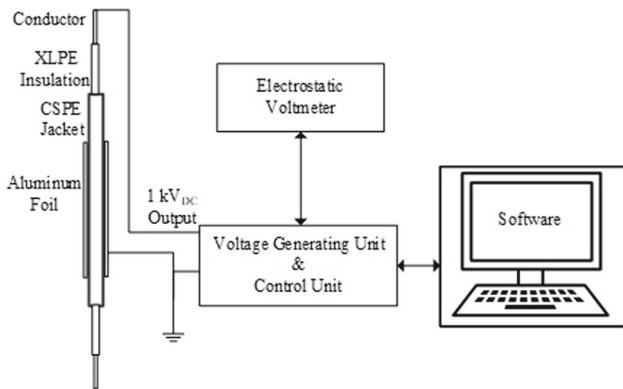 Conductor
XLPE
Insulation
CSPE
Jacket
Aluminum
Foil
1 kVDC
Output
Electrostatic
Voltmeter
Voltage Generating Unit
&
Control Unit
Software